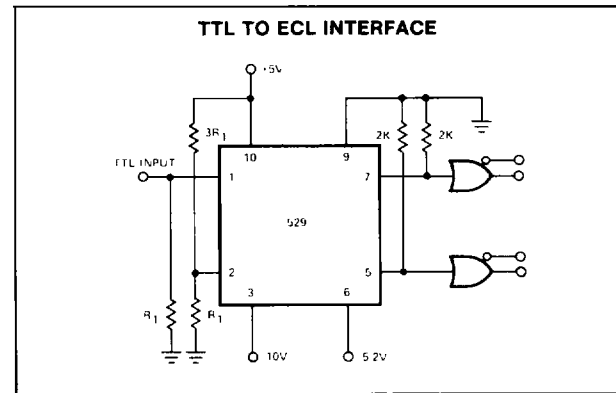 TTL TO ECL INTERFACE
+5V
3R1
2K
2K
TTL INPUT
10
9
1
7
529
2
5
3
6
R1
R1
10V
5.2V